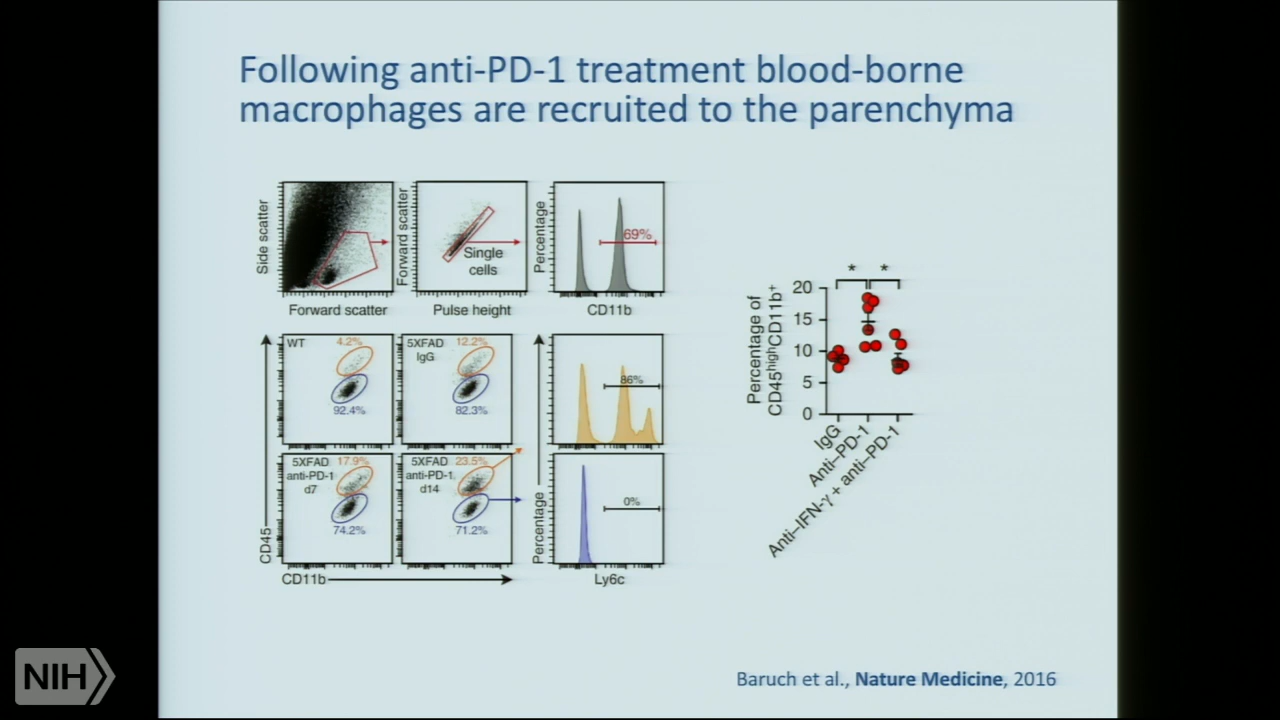 Following anti-PD-1 treatment blood-borne
macrophages are recruited to the parenchyma
Side scatter
Forward scatter
Forward scatter
Single
cells
Pulse height
Percentage
69%
CD11b
WT
4.2%
92.4%
5XFAD
IgG
12.2%
82.3%
5XFAD
anti-PD-1
d7
17.9%
74.2%
5XFAD
anti-PD-1
d14
23.5%
71.2%
CD45
CD11b
86%
0%
Percentage
Ly6c
Percentage of
CD45highCD11b+
20
15
10
5
0
* *
IgG
Anti–PD-1
Anti–IFN-γ + anti–PD-1
Baruch et al., Nature Medicine, 2016
NIH